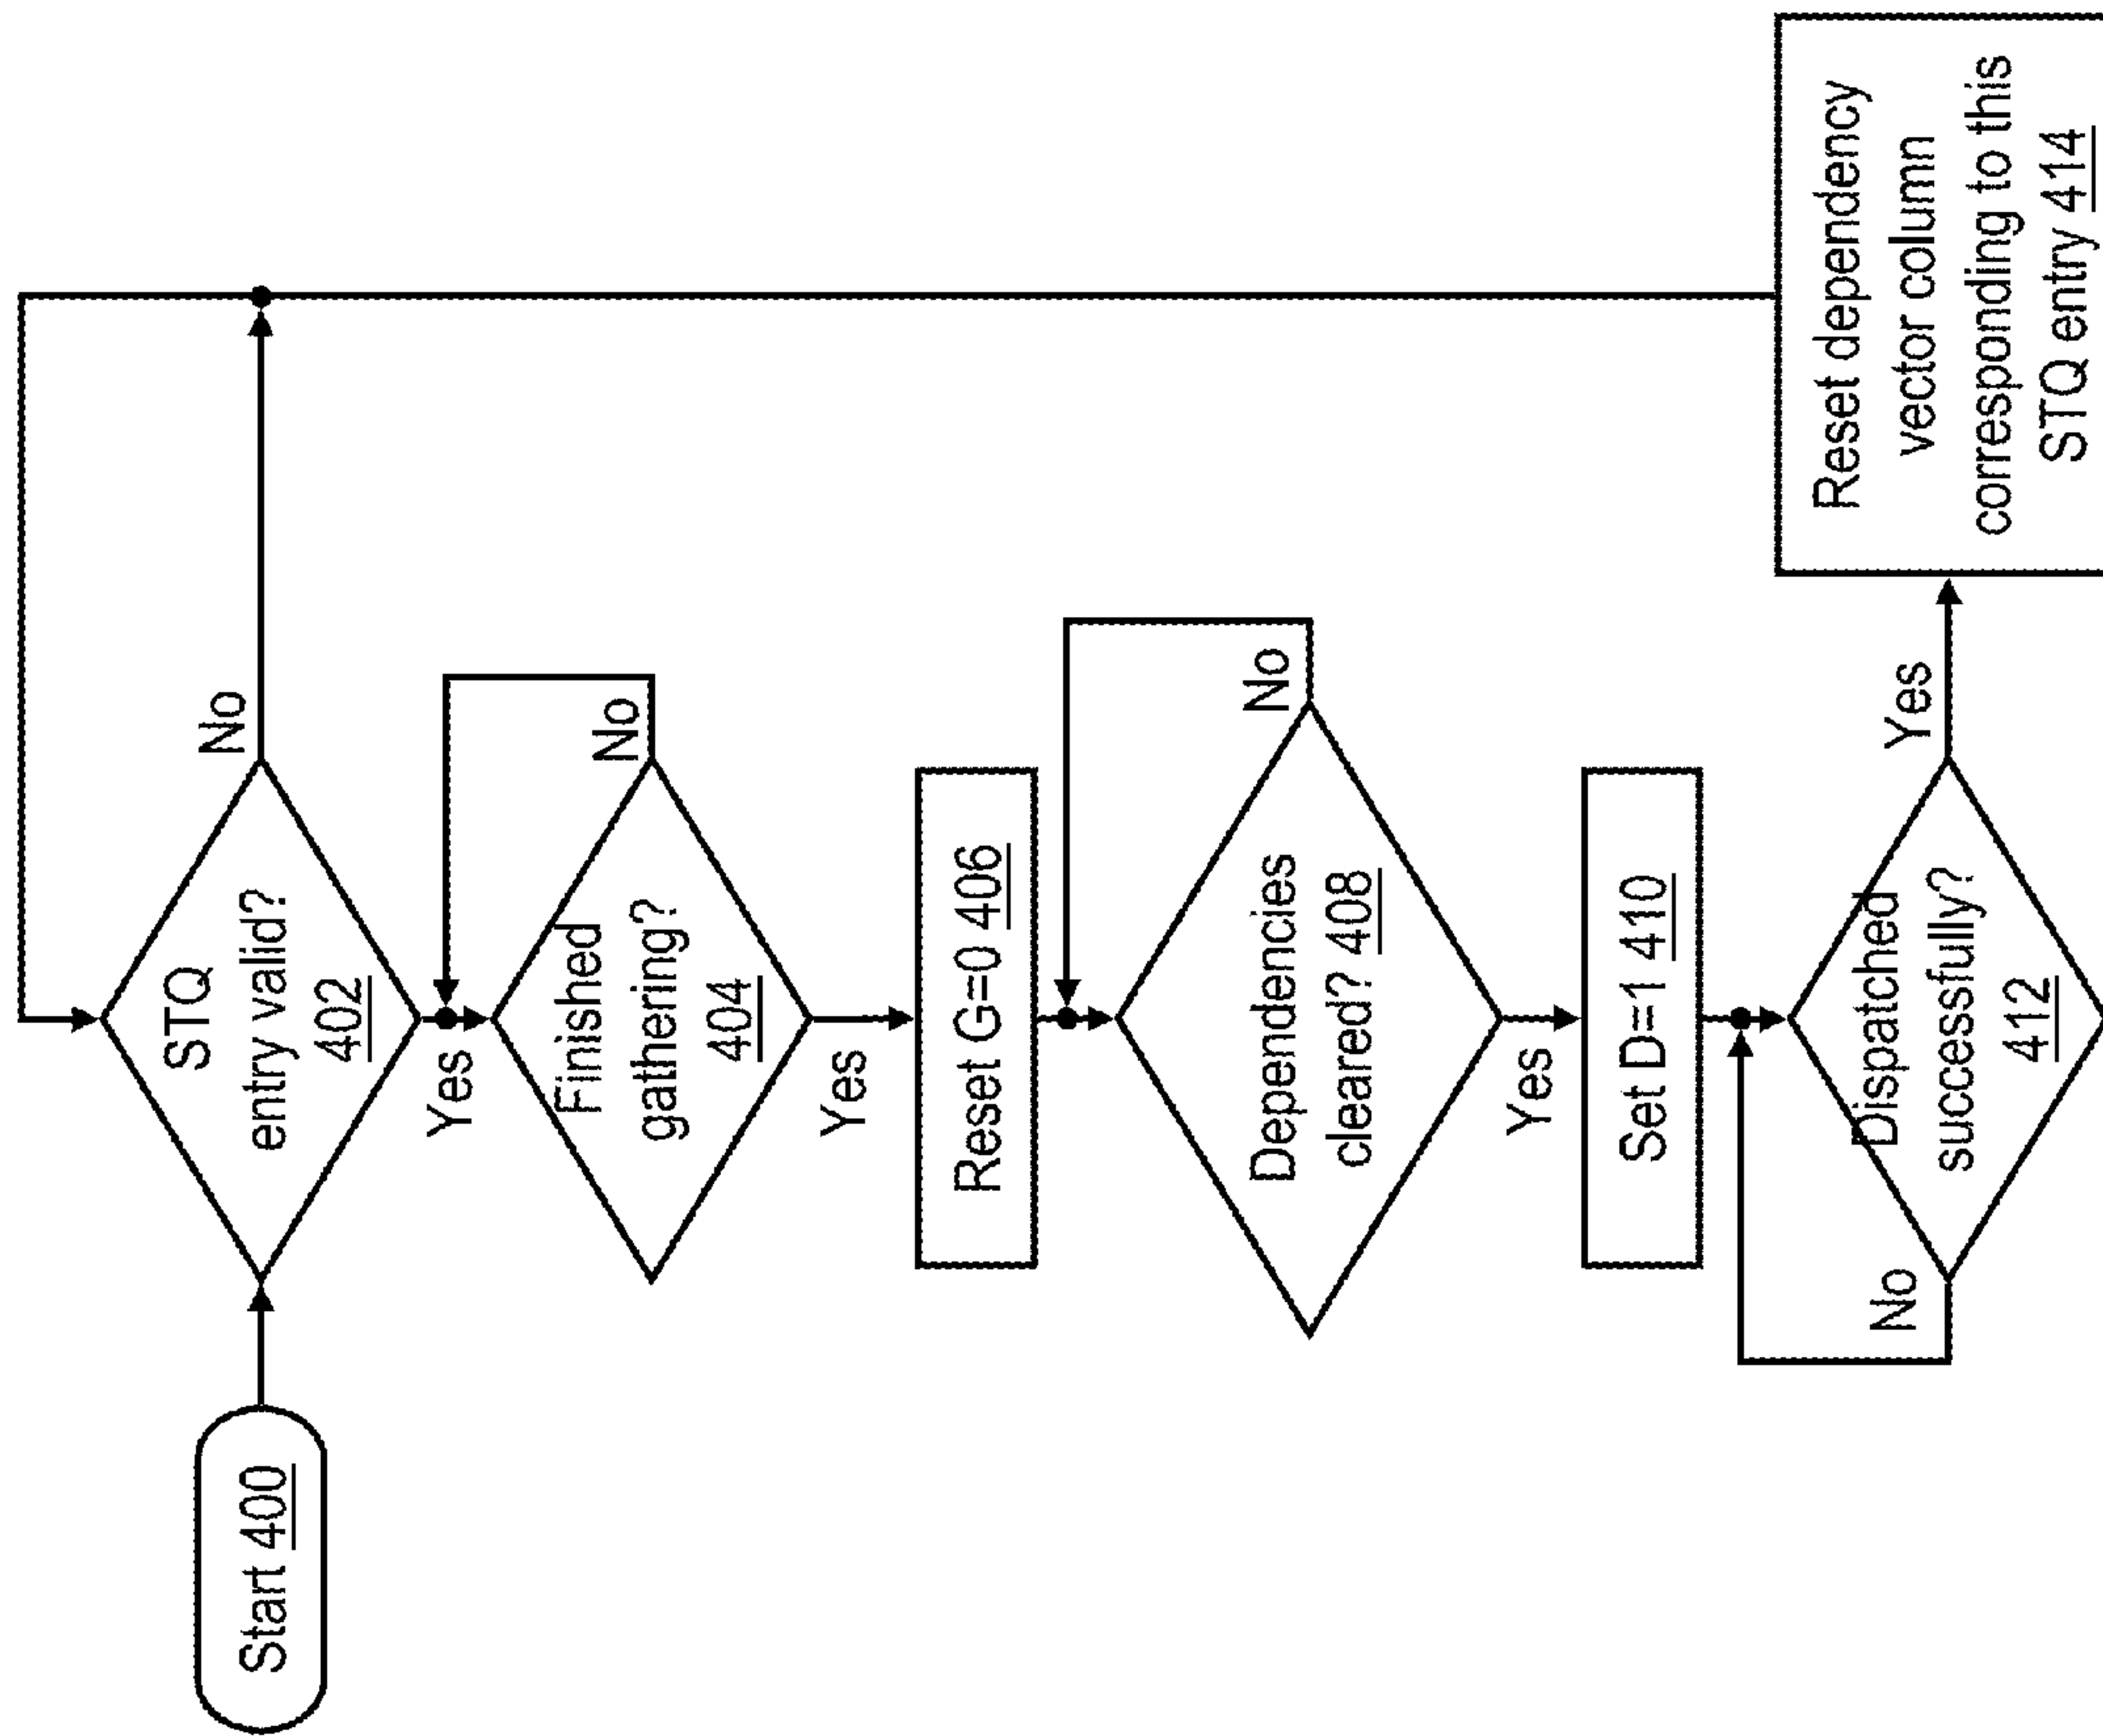 Start 400
STQ
entry valid?
402
No
Yes
Finished
gathering?
404
No
Yes
Reset G=0 406
Dependencies
cleared? 408
No
Yes
Set D=1 410
Dispatched
successfully?
412
No
Yes
Reset dependency
vector column
corresponding to this
STQ entry 414